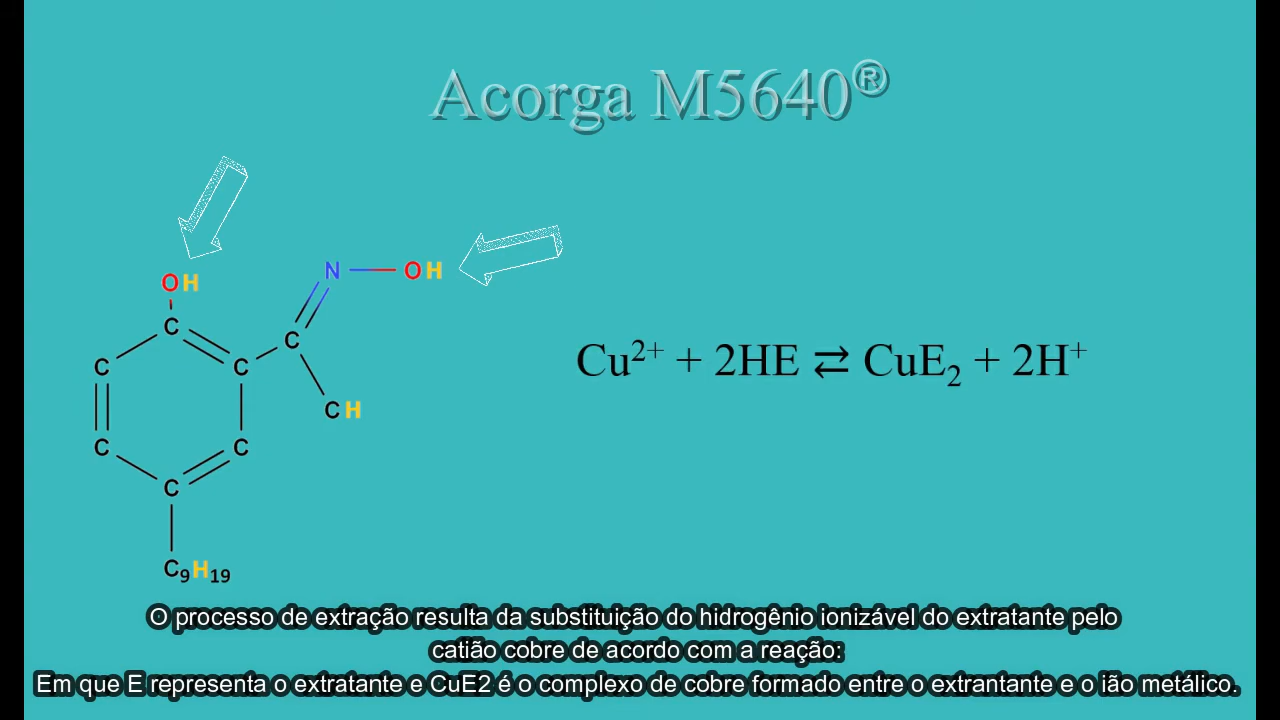 Acorga M5640®
OH
N OH
C
C C C
CH
C C
C
C₉H₁₉
Cu²⁺ + 2HE ⇄ CuE₂ + 2H⁺
O processo de extração resulta da substituição do hidrogênio ionizável do extratante pelo
catião cobre de acordo com a reação:
Em que E representa o extratante e CuE2 é o complexo de cobre formado entre o extrantante e o ião metálico.